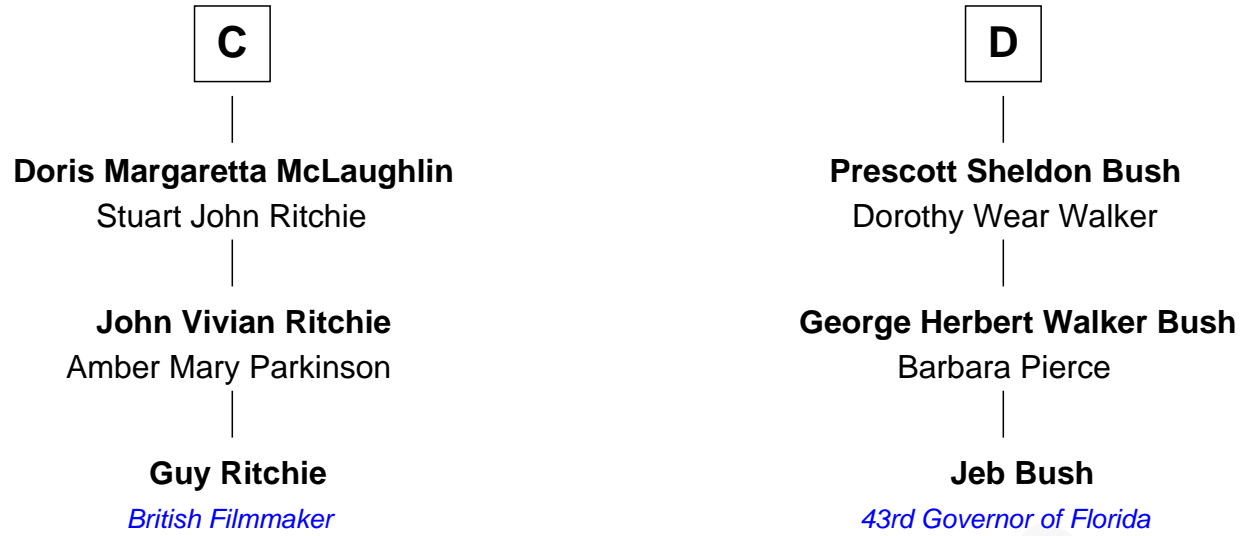 C
Doris Margaretta McLaughlin
Stuart John Ritchie
John Vivian Ritchie
Amber Mary Parkinson
Guy Ritchie
British Filmmaker
D
Prescott Sheldon Bush
Dorothy Wear Walker
George Herbert Walker Bush
Barbara Pierce
Jeb Bush
43rd Governor of Florida